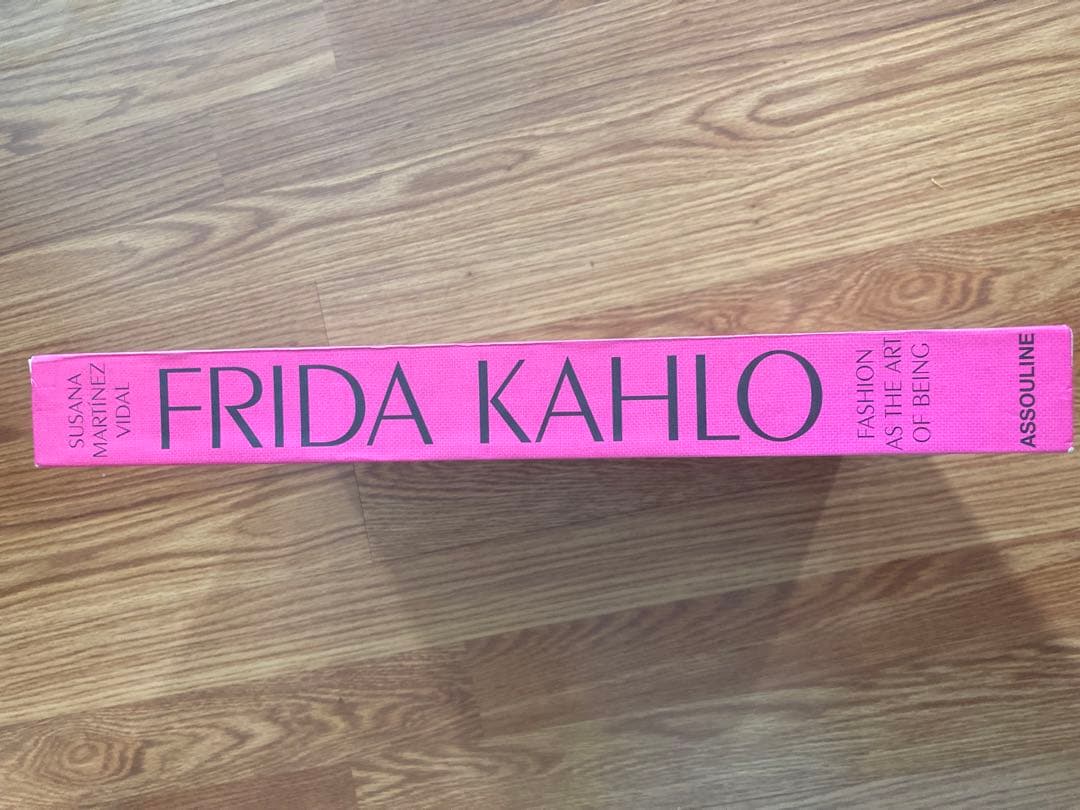 SUSANA
MARTÍNEZ
VIDAL
FRIDA KAHLO
FASHION
AS THE ART
OF BEING
ASSOULINE